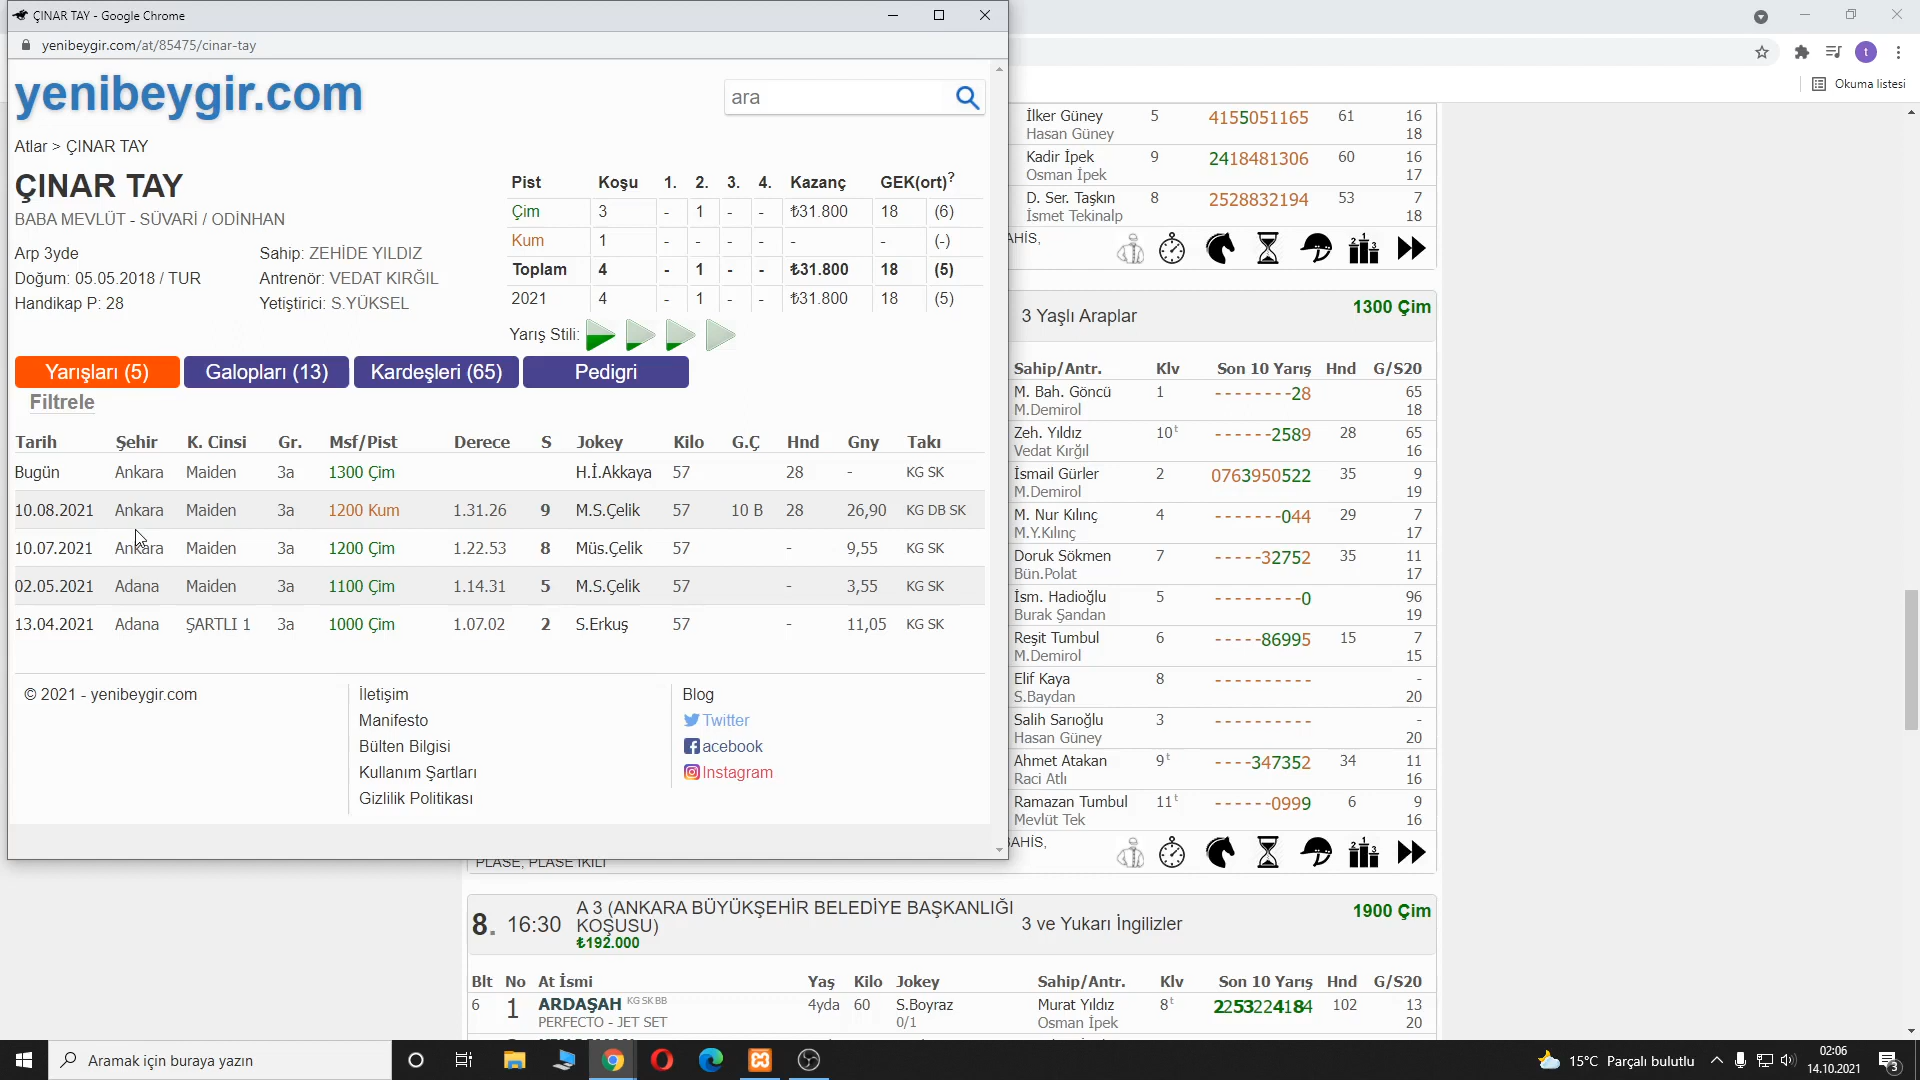 ÇINAR TAY - Google Chrome
yenibeygir.com/at/85475/cinar-tay
yenibeygir.com
ara
Atlar > ÇINAR TAY
ÇINAR TAY
BABA MEVLÜT - SÜVARİ / ODİNHAN
Arp 3yde
Sahip: ZEHİDE YILDIZ
Doğum: 05.05.2018 / TUR
Antrenör: VEDAT KIRĞIL
Handikap P: 28
Yetiştirici: S.YÜKSEL
Pist Koşu 1. 2. 3. 4. Kazanç GEK(ort)?
Çim 3 - 1 - - ₺31.800 18 (6)
Kum 1 - - - - - - (-)
Toplam 4 - 1 - - ₺31.800 18 (5)
2021 4 - 1 - - ₺31.800 18 (5)
Yarış Stili:
Yarışları (5) Galopları (13) Kardeşleri (65) Pedigri
Filtrele
Tarih Şehir K. Cinsi Gr. Msf/Pist Derece S Jokey Kilo G.Ç Hnd Gny Takı
Bugün Ankara Maiden 3a 1300 Çim H.İ.Akkaya 57 28 - KG SK
10.08.2021 Ankara Maiden 3a 1200 Kum 1.31.26 9 M.S.Çelik 57 10 B 28 26,90 KG DB SK
10.07.2021 Ankara Maiden 3a 1200 Çim 1.22.53 8 Müs.Çelik 57 - 9,55 KG SK
02.05.2021 Adana Maiden 3a 1100 Çim 1.14.31 5 M.S.Çelik 57 - 3,55 KG SK
13.04.2021 Adana ŞARTLI 1 3a 1000 Çim 1.07.02 2 S.Erkuş 57 - 11,05 KG SK
© 2021 - yenibeygir.com
İletişim
Manifesto
Bülten Bilgisi
Kullanım Şartları
Gizlilik Politikası
Blog
Twitter
acebook
Instagram
t
Okuma listesi
İlker Güney 5 4155051165 61 16
Hasan Güney 18
Kadir İpek 9 2418481306 60 16
Osman İpek 17
D. Ser. Taşkın 8 2528832194 53 7
İsmet Tekinalp 18
AHİS,
3 Yaşlı Araplar 1300 Çim
Sahip/Antr. Klv Son 10 Yarış Hnd G/S20
M. Bah. Göncü 1 --------28 65
M.Demirol 18
Zeh. Yıldız 10t ------2589 28 65
Vedat Kırğıl 16
İsmail Gürler 2 0763950522 35 9
M.Demirol 19
M. Nur Kılınç 4 -------044 29 7
M.Y.Kılınç 17
Doruk Sökmen 7 -----32752 35 11
Bün.Polat 17
İsm. Hadioğlu 5 ---------0 96
Burak Şandan 19
Reşit Tumbul 6 -----86995 15 7
M.Demirol 15
Elif Kaya 8 ---------- -
S.Baydan 20
Salih Sarıoğlu 3 ---------- -
Hasan Güney 20
Ahmet Atakan 9t ----347352 34 11
Raci Atlı 16
Ramazan Tumbul 11t ------0999 6 9
Mevlüt Tek 16
BAHİS,
PLASE, PLASE İKİLİ
8. 16:30 A 3 (ANKARA BÜYÜKŞEHİR BELEDİYE BAŞKANLIĞI
KOŞUSU)
₺192.000
3 ve Yukarı İngilizler 1900 Çim
Blt No At İsmi Yaş Kilo Jokey Sahip/Antr. Klv Son 10 Yarış Hnd G/S20
6 1 ARDAŞAH KG SK BB 4yda 60 S.Boyraz Murat Yıldız 8t 2253224184 102 13
PERFECTO - JET SET 0/1 Osman İpek 20
Aramak için buraya yazın
15°C Parçalı bulutlu
02:06
14.10.2021
3